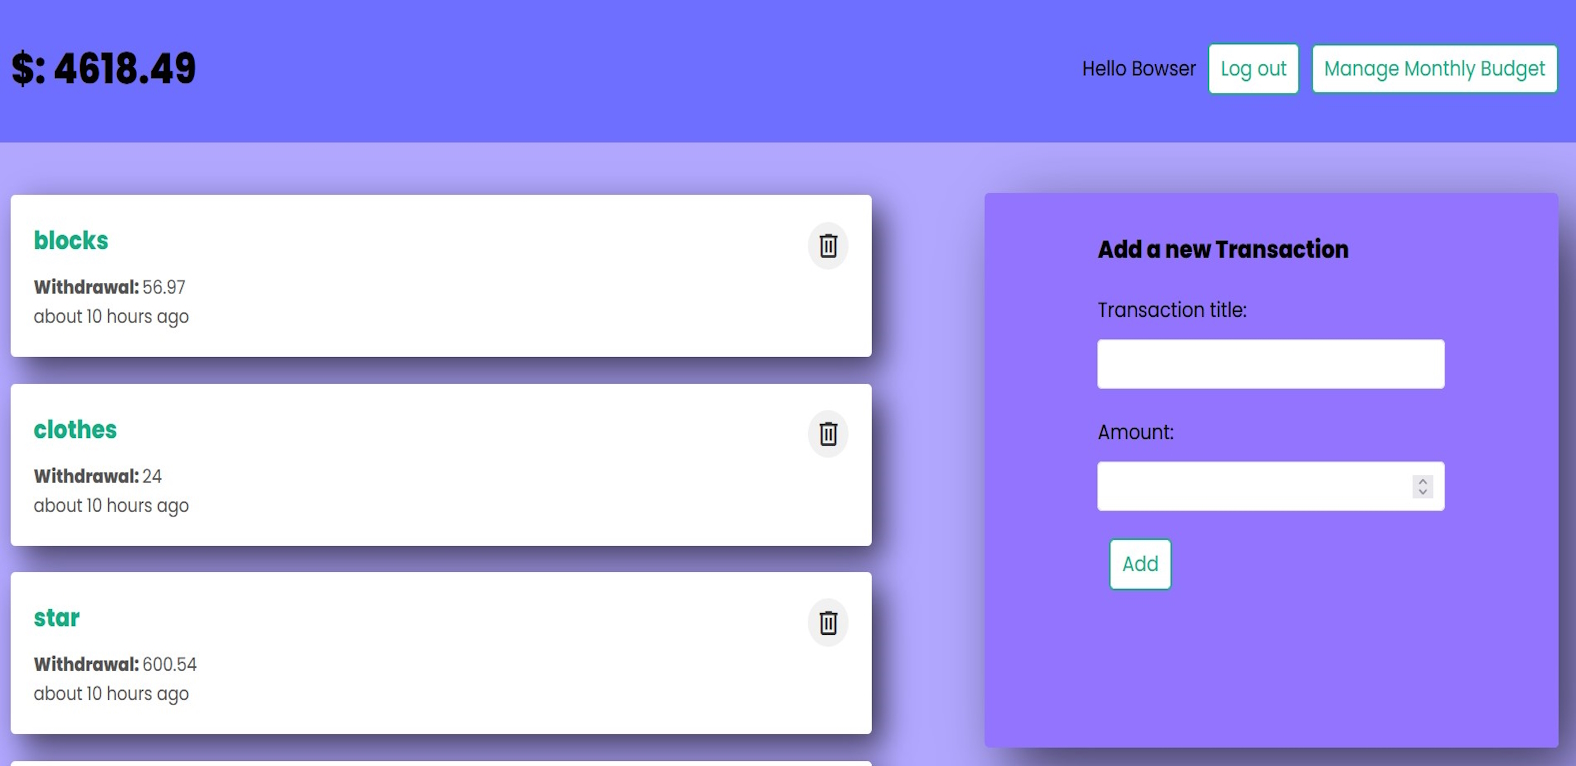 $: 4618.49
Hello Bowser
Log out
Manage Monthly Budget
blocks
Withdrawal: 56.97
about 10 hours ago
clothes
Withdrawal: 24
about 10 hours ago
star
Withdrawal: 600.54
about 10 hours ago
Add a new Transaction
Transaction title:
Amount:
Add